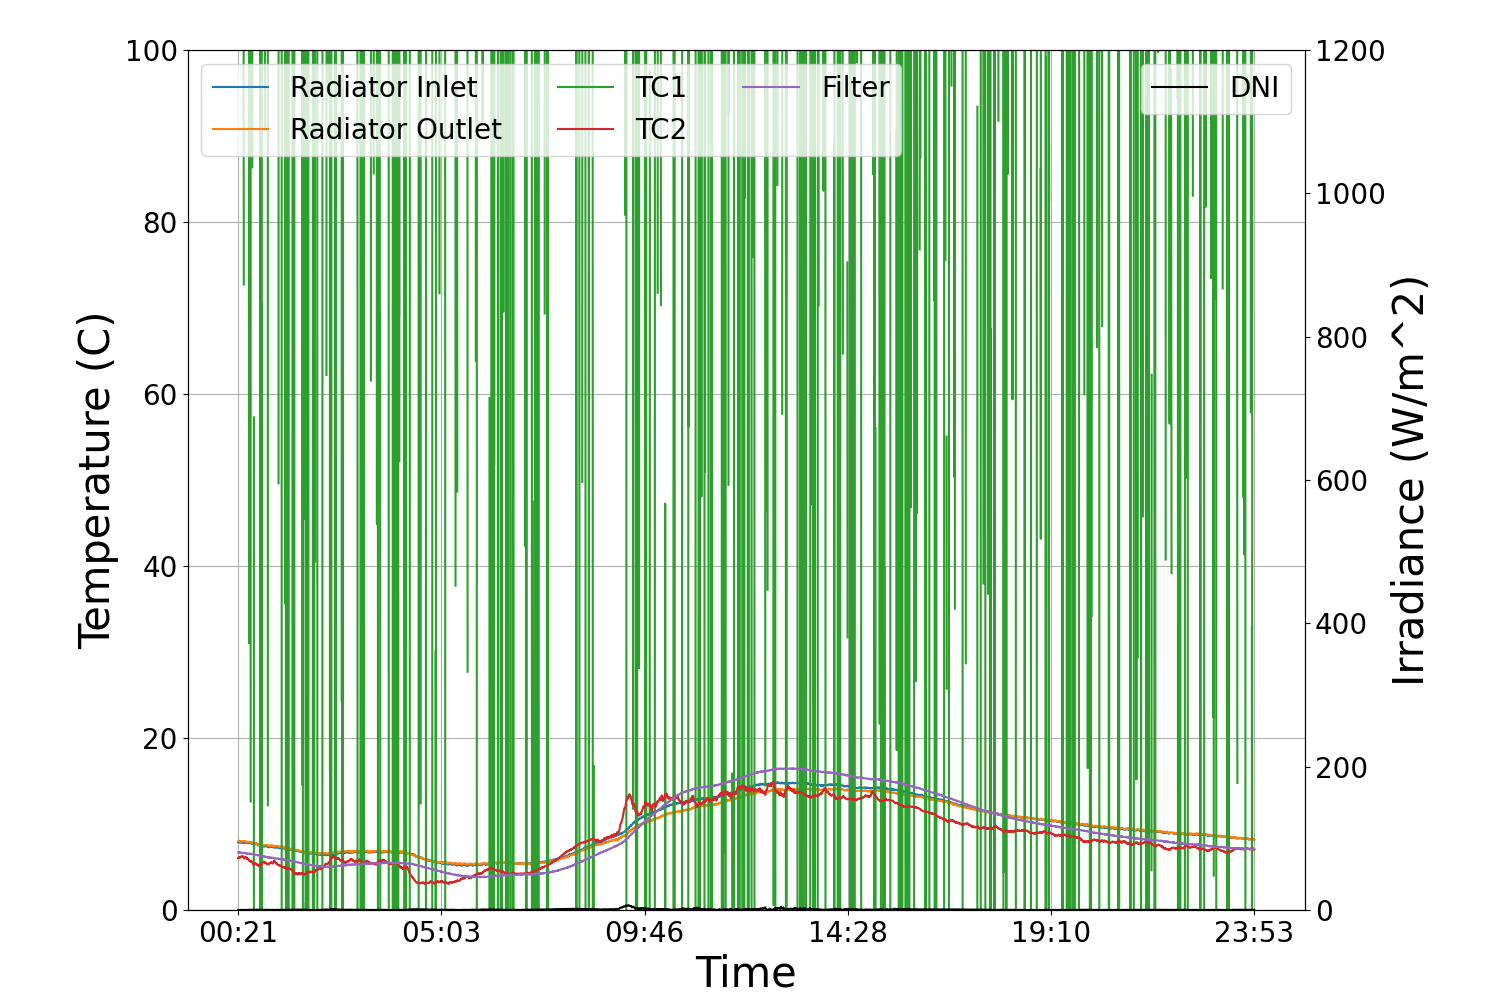 Radiator Inlet
Radiator Outlet
TC1
TC2
Filter
DNI
100
80
60
40
20
0
Temperature (C)
1200
1000
800
600
400
200
0
Irradiance (W/m^2)
00:21
05:03
09:46
14:28
19:10
23:53
Time